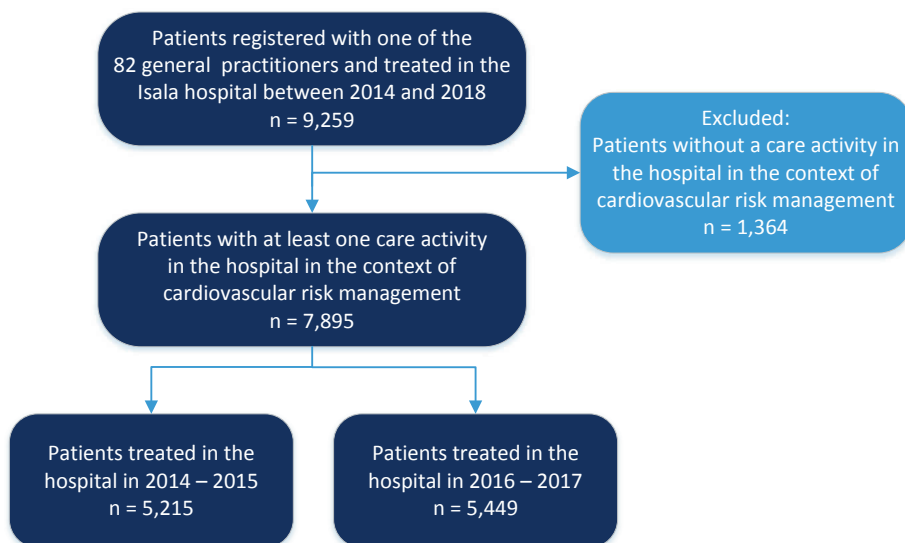 Patients registered with one of the
82 general practitioners and treated in the
Isala hospital between 2014 and 2018
n = 9,259
Excluded:
Patients without a care activity in
the hospital in the context of
cardiovascular risk management
n = 1,364
Patients with at least one care activity
in the hospital in the context of
cardiovascular risk management
n = 7,895
Patients treated in the
hospital in 2014 – 2015
n = 5,215
Patients treated in the
hospital in 2016 – 2017
n = 5,449